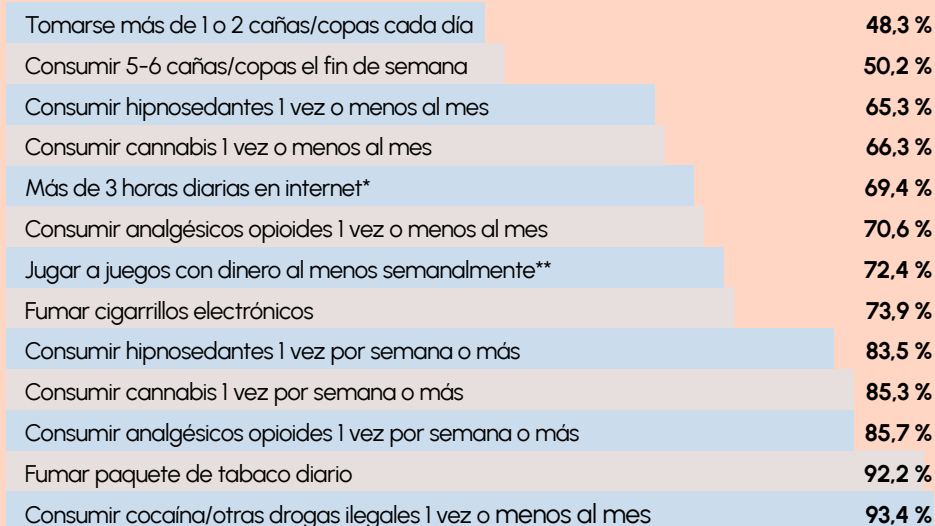 Tomarse más de 1 o 2 cañas/copas cada día 48,3 %
Consumir 5-6 cañas/copas el fin de semana 50,2 %
Consumir hipnosedantes 1 vez o menos al mes 65,3 %
Consumir cannabis 1 vez o menos al mes 66,3 %
Más de 3 horas diarias en internet* 69,4 %
Consumir analgésicos opioides 1 vez o menos al mes 70,6 %
Jugar a juegos con dinero al menos semanalmente** 72,4 %
Fumar cigarrillos electrónicos 73,9 %
Consumir hipnosedantes 1 vez por semana o más 83,5 %
Consumir cannabis 1 vez por semana o más 85,3 %
Consumir analgésicos opioides 1 vez por semana o más 85,7 %
Fumar paquete de tabaco diario 92,2 %
Consumir cocaína/otras drogas ilegales 1 vez o menos al mes 93,4 %